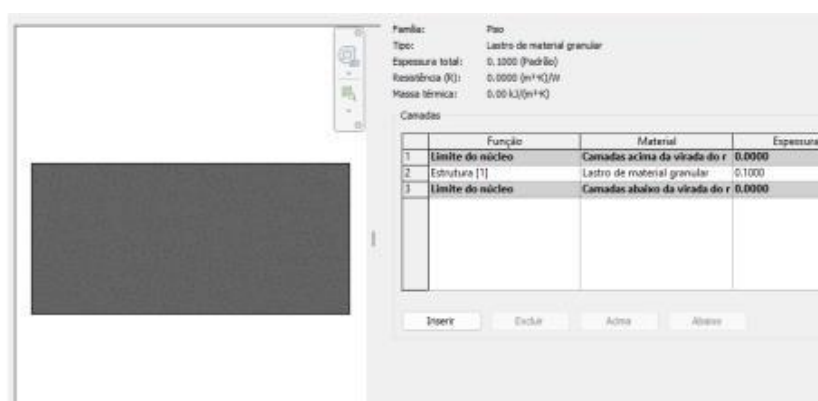 Família: Piso
Tipo: Lastro de material granular
Espessura total: 0.1000 (Padrão)
Resistência (R): 0.0000 (m²·K)/W
Massa térmica: 0.00 kJ/(m²·K)
Camadas
Função Material Espessura
1 Limite do núcleo Camadas acima da virada do r 0.0000
2 Estrutura [1] Lastro de material granular 0.1000
3 Limite do núcleo Camadas abaixo da virada do r 0.0000
Inserir Excluir Acima Abaixo